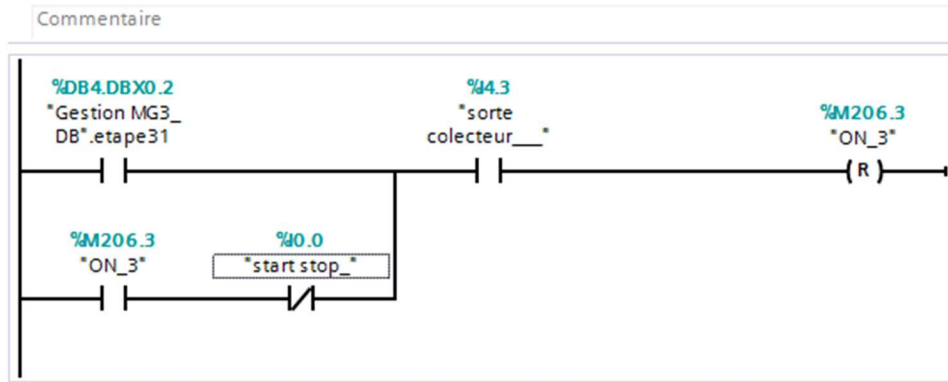 Commentaire
%DB4.DBX0.2
"Gestion MG3_
DB".etape31
%I4.3
"sorte
colecteur___"
%M206.3
"ON_3"
( R )
%M206.3
"ON_3"
%I0.0
"start stop_"